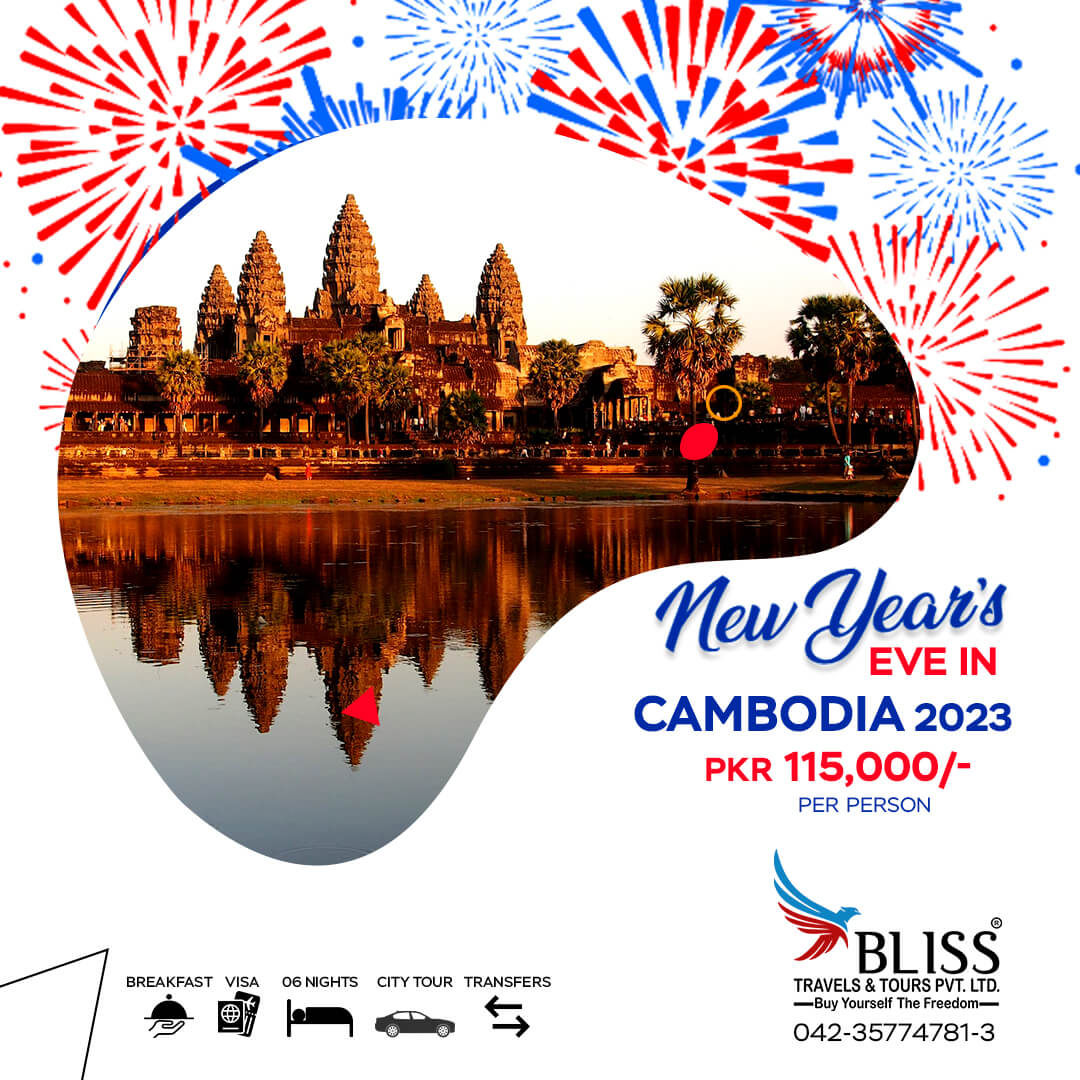 New Year's
EVE IN
CAMBODIA 2023
PKR 115,000/-
PER PERSON
BREAKFAST VISA 06 NIGHTS CITY TOUR TRANSFERS
BLISS®
TRAVELS & TOURS PVT. LTD.
Buy Yourself The Freedom
042-35774781-3